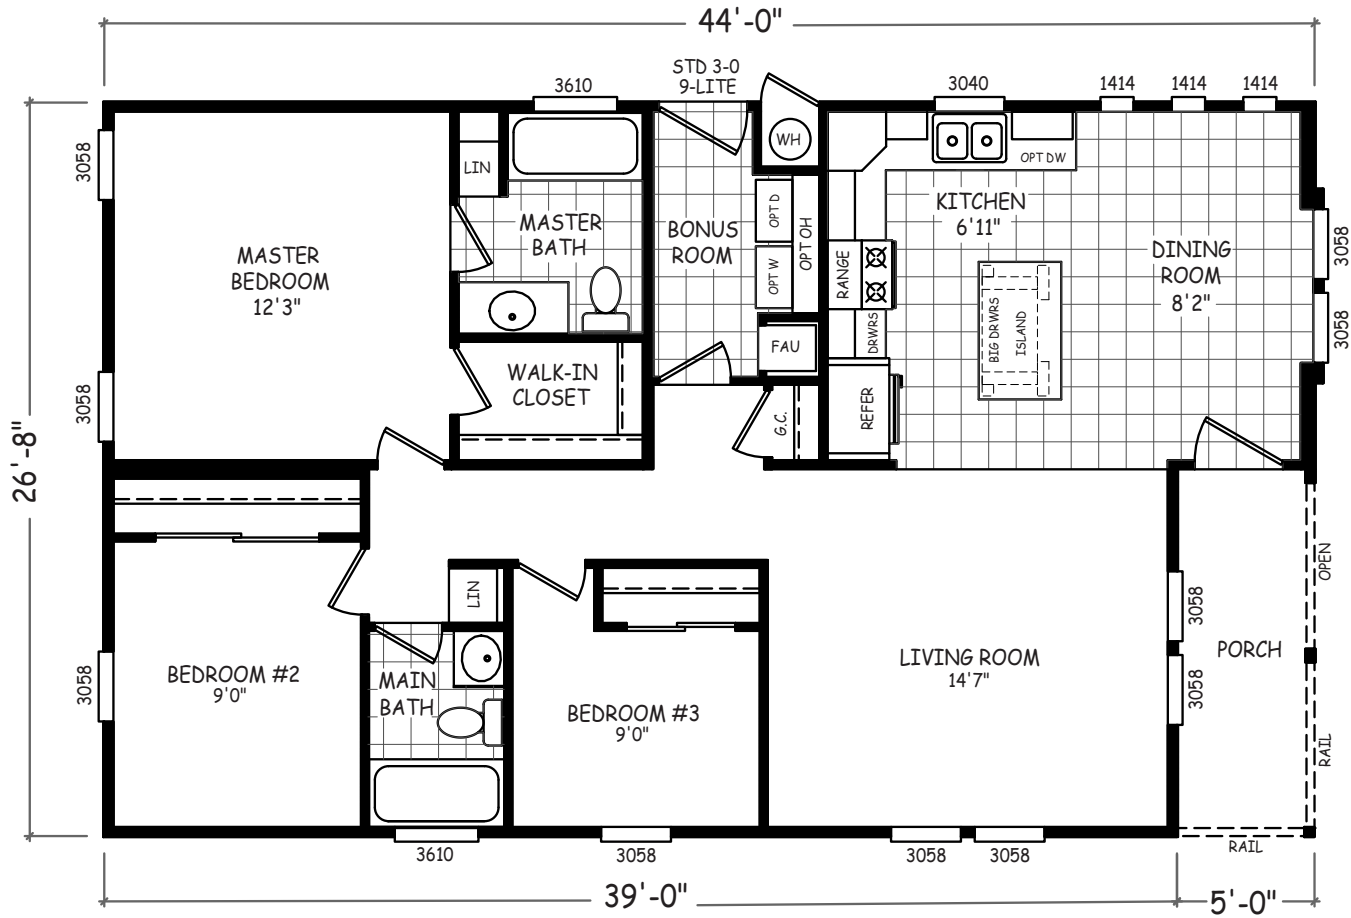 44'-0"
STD 3-0
9-LITE
3610
3040
1414
1414
1414
3058
LIN
WH
OPT DW
MASTER
BEDROOM
12'3"
MASTER
BATH
BONUS
ROOM
OPT D
OPT W
OPT OH
KITCHEN
6'11"
RANGE
DINING
ROOM
8'2"
3058
3058
BIG DRWRS
ISLAND
DRWRS
FAU
3058
WALK-IN
CLOSET
G.C.
REFER
26'-8"
OPEN
LIN
3058
3058
BEDROOM #2
9'0"
MAIN
BATH
BEDROOM #3
9'0"
LIVING ROOM
14'7"
PORCH
3058
RAIL
3610
3058
3058
3058
RAIL
39'-0"
5'-0"